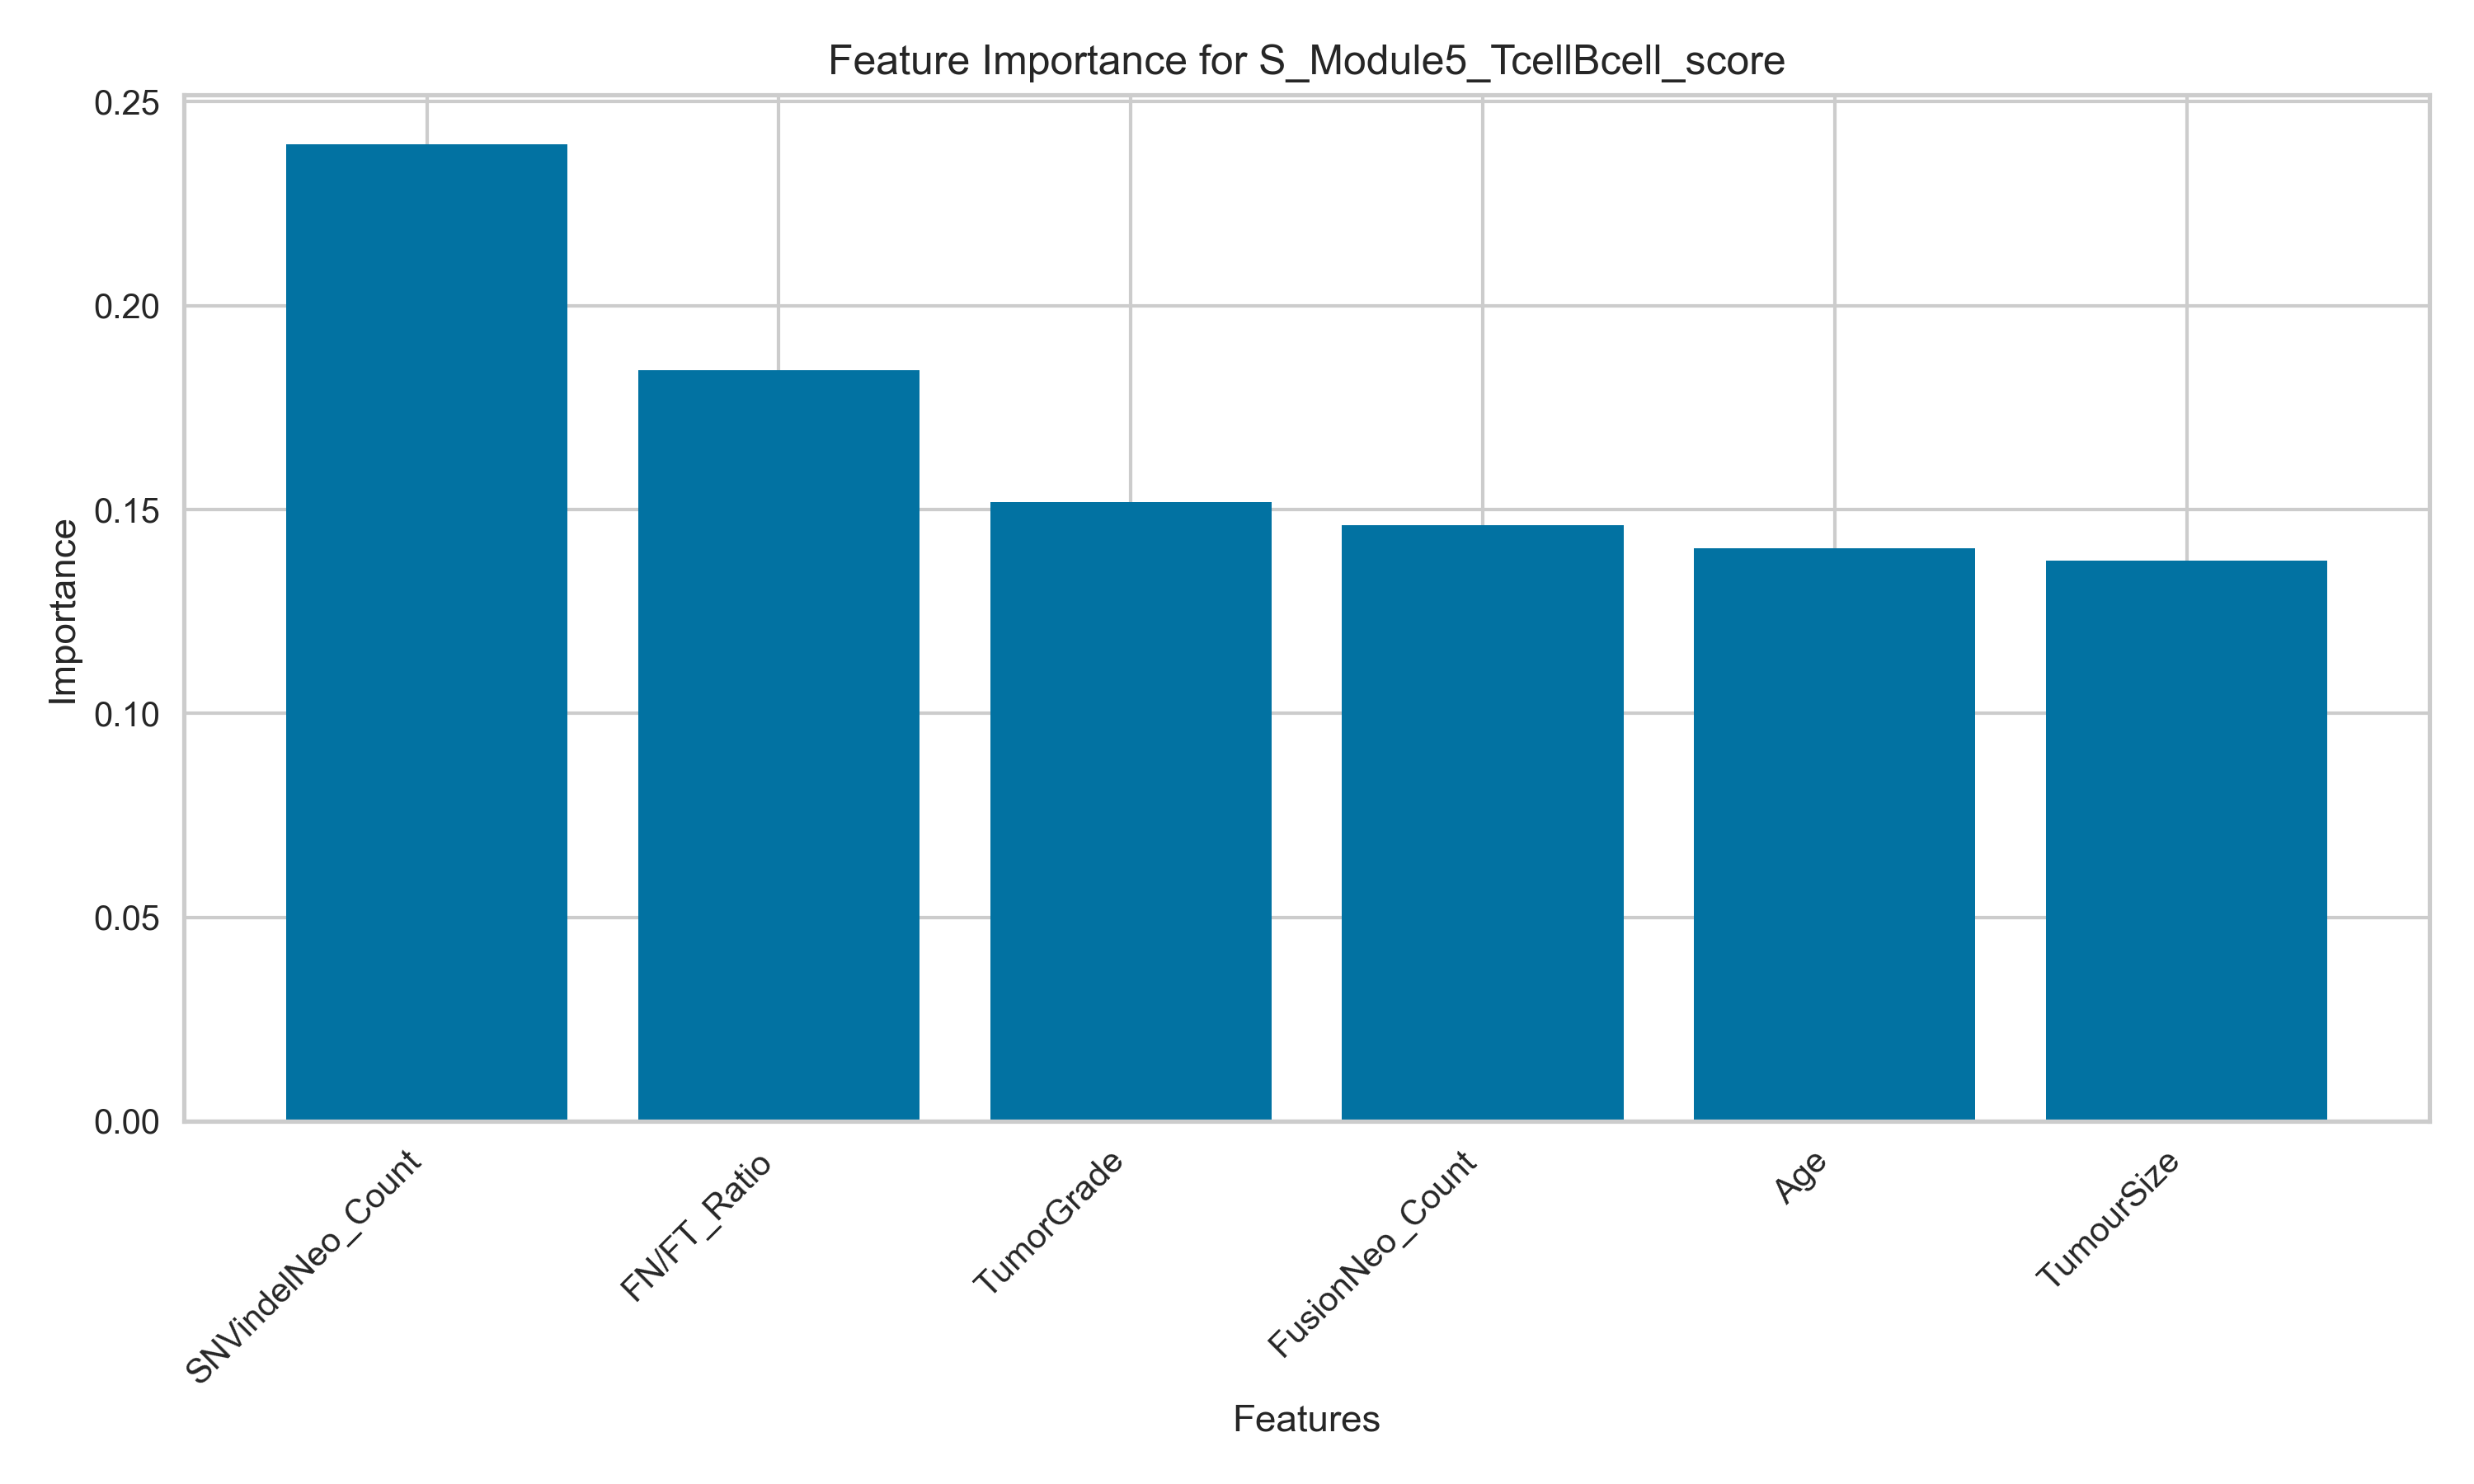 Feature Importance for S_Module5_TcellBcell_score
0.25
0.20
0.15
0.10
0.05
0.00
Importance
SNVindelNeo_Count
FN/FT_Ratio
TumorGrade
FusionNeo_Count
Age
TumourSize
Features